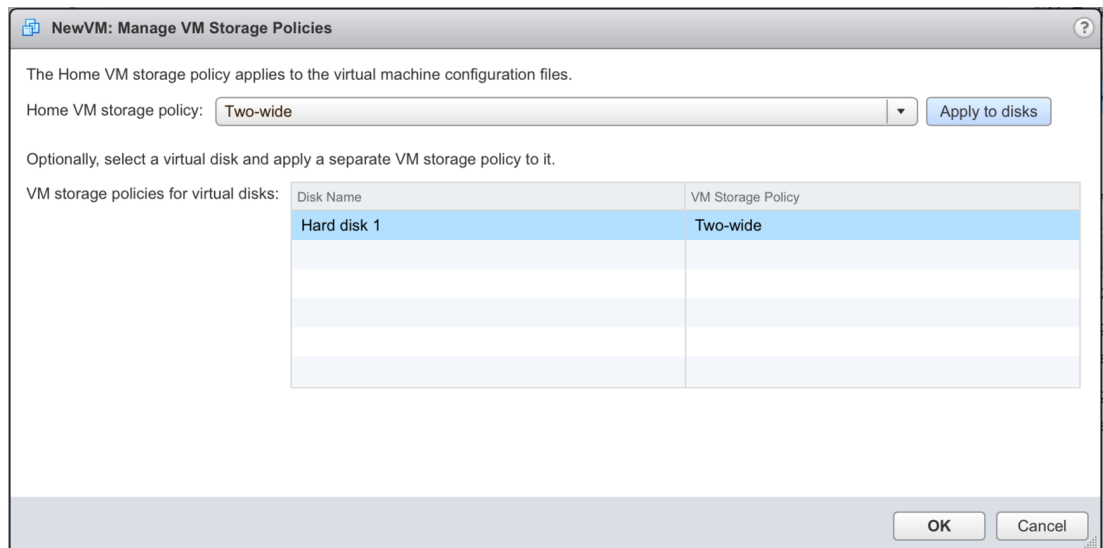 NewVM: Manage VM Storage Policies
?
The Home VM storage policy applies to the virtual machine configuration files.
Home VM storage policy: Two-wide Apply to disks
Optionally, select a virtual disk and apply a separate VM storage policy to it.
VM storage policies for virtual disks: Disk Name VM Storage Policy
Hard disk 1 Two-wide
OK Cancel